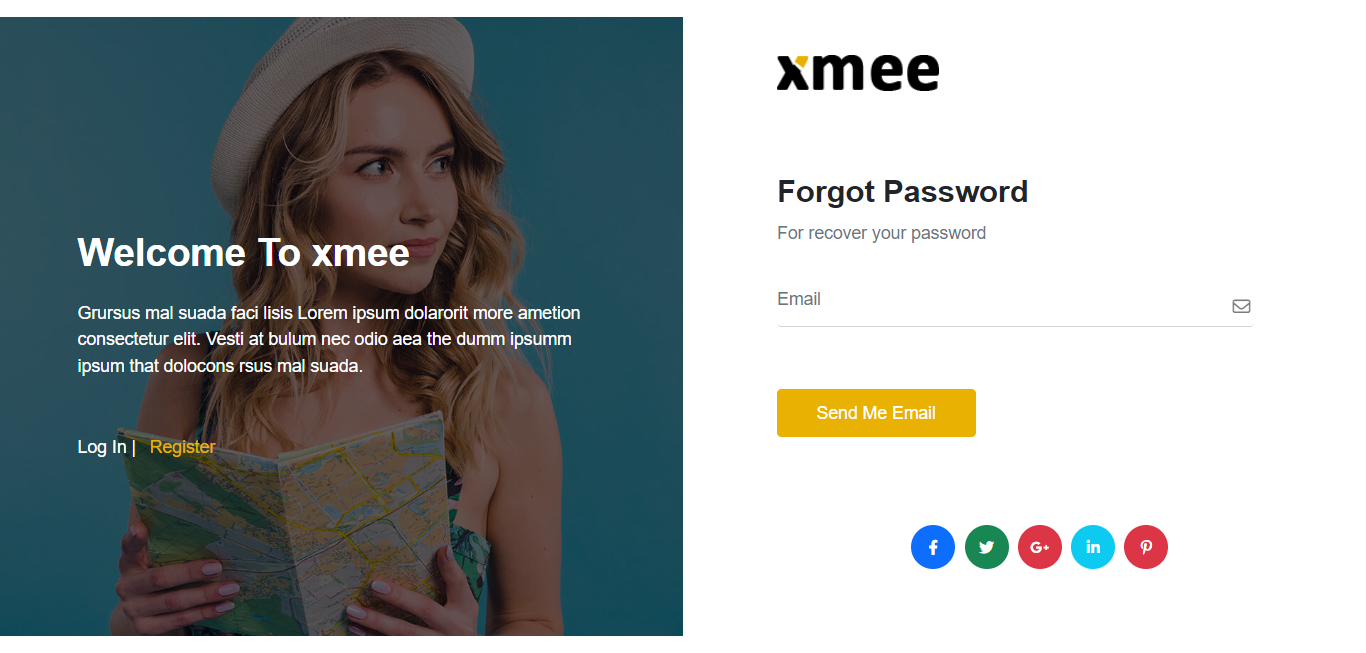 Welcome To xmee
Grursus mal suada faci lisis Lorem ipsum dolarorit more ametion
consectetur elit. Vesti at bulum nec odio aea the dumm ipsumm
ipsum that dolocons rsus mal suada.
Log In | Register
xmee
Forgot Password
For recover your password
Email
Send Me Email
f
G+
in